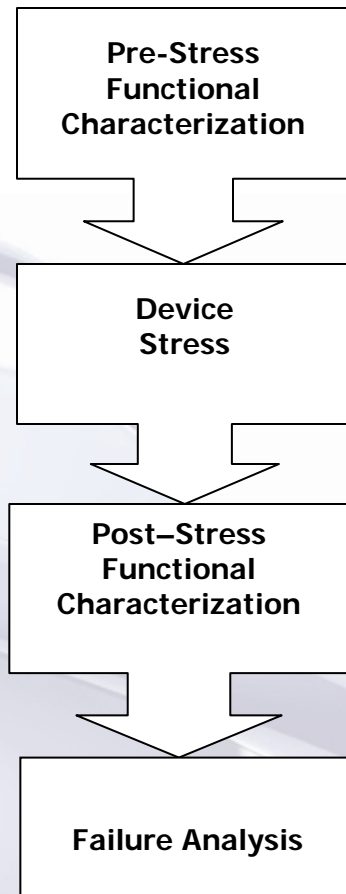 Pre-Stress
Functional
Characterization
Device
Stress
Post–Stress
Functional
Characterization
Failure Analysis